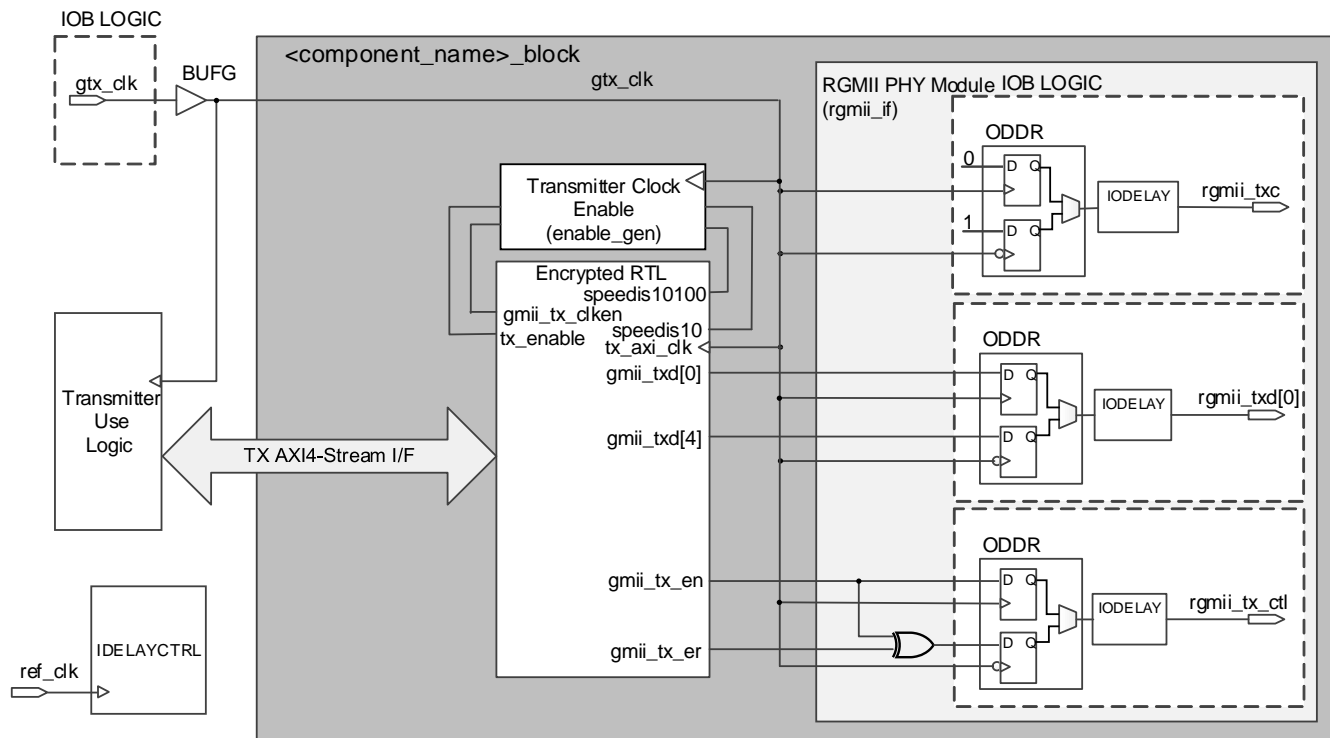 IOB LOGIC
gtx_clk
BUFG
<component_name>_block
gtx_clk
RGMII PHY Module
(rgmii_if)
IOB LOGIC
ODDR
0
D
Q
1
D
Q
IODELAY
rgmii_txc
Transmitter Clock
Enable
(enable_gen)
Encrypted RTL
speedis10100
gmii_tx_clken
speedis10
tx_enable
tx_axi_clk
gmii_txd[0]
gmii_txd[4]
gmii_tx_en
gmii_tx_er
ODDR
D
Q
D
Q
IODELAY
rgmii_txd[0]
ODDR
D
Q
D
Q
IODELAY
rgmii_tx_ctl
Transmitter
Use
Logic
TX AXI4-Stream I/F
IDELAYCTRL
ref_clk